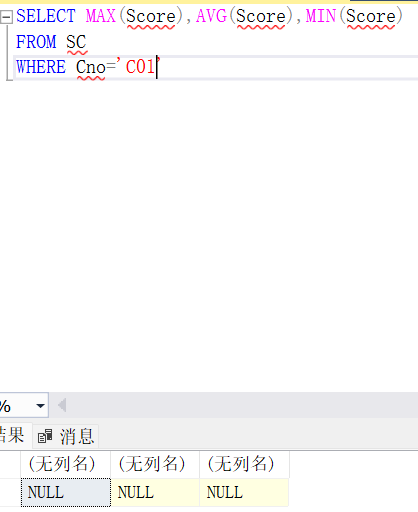 SELECT MAX(Score),AVG(Score),MIN(Score)
FROM SC
WHERE Cno='C01'
%
结果 消息
(无列名) (无列名) (无列名)
NULL NULL NULL